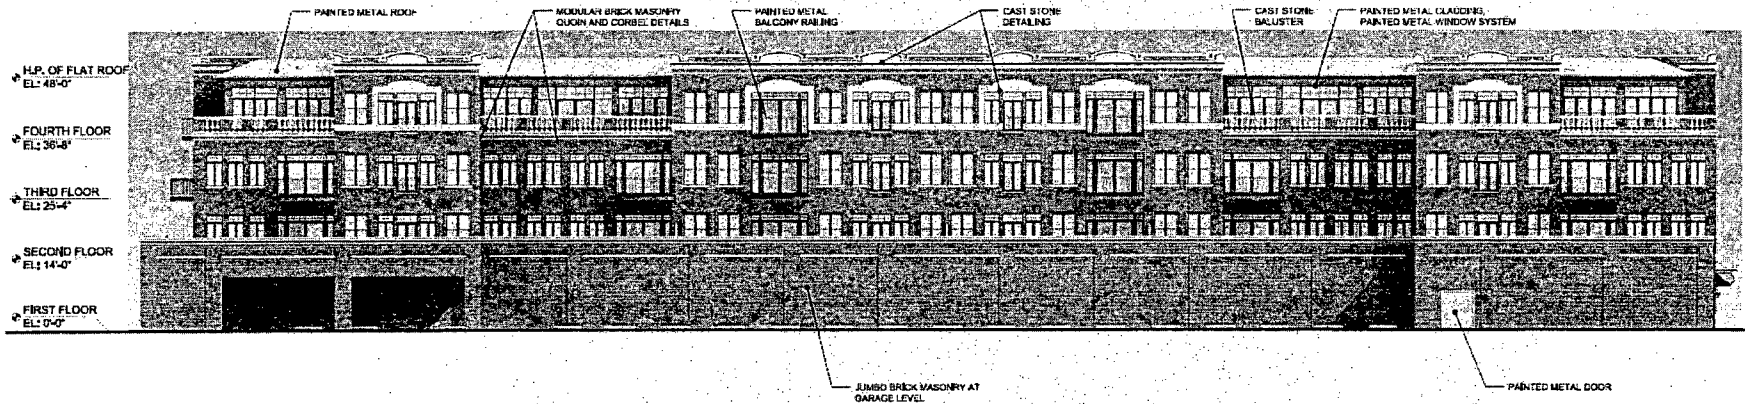 PAINTED METAL ROOF
MODULAR BRICK MASONRY
QUOIN AND CORBEL DETAILS
PAINTED METAL
BALCONY RAILING
CAST STONE
DETAILING
CAST STONE
BALUSTER
PAINTED METAL CLADDING,
PAINTED METAL WINDOW SYSTEM
H.P. OF FLAT ROOF
EL: 48'-0"
FOURTH FLOOR
EL: 36'-8"
THIRD FLOOR
EL: 25'-4"
SECOND FLOOR
EL: 14'-0"
FIRST FLOOR
EL: 0'-0"
JUMBO BRICK MASONRY AT
GARAGE LEVEL
PAINTED METAL DOOR